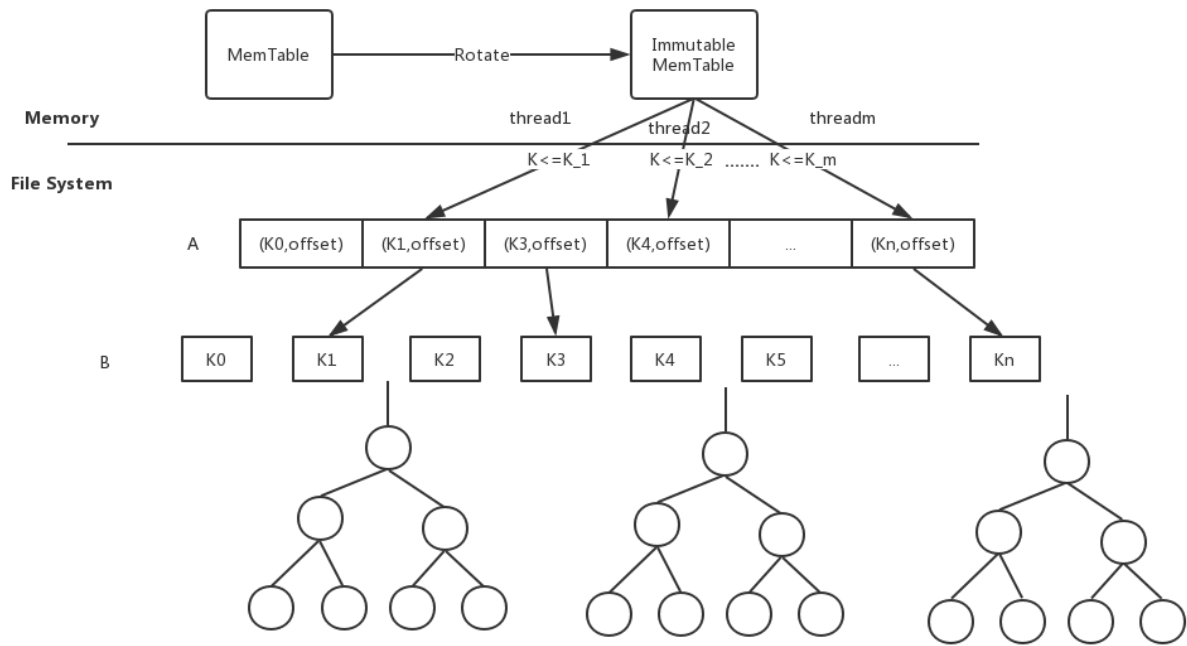 MemTable
Rotate
Immutable
MemTable
Memory
thread1
thread2
threadm
K<=K_1
K<=K_2
.......
K<=K_m
File System
A
(K0,offset)
(K1,offset)
(K3,offset)
(K4,offset)
...
(Kn,offset)
B
K0
K1
K2
K3
K4
K5
...
Kn